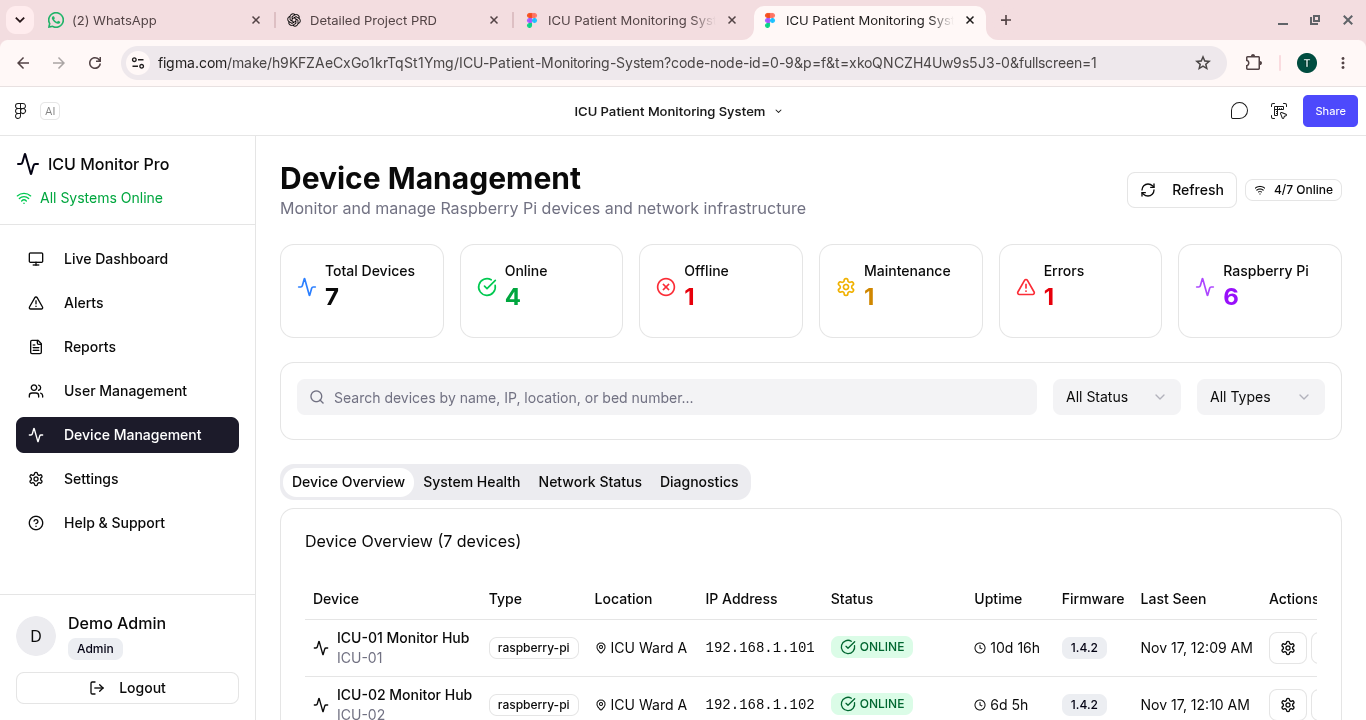 (2) WhatsApp
Detailed Project PRD
ICU Patient Monitoring Sys
ICU Patient Monitoring Sys
figma.com/make/h9KFZAeCxGo1krTqSt1Ymg/ICU-Patient-Monitoring-System?code-node-id=0-9&p=f&t=xkoQNCZH4Uw9s5J3-0&fullscreen=1
T
AI
ICU Patient Monitoring System
Share
ICU Monitor Pro
All Systems Online
Live Dashboard
Alerts
Reports
User Management
Device Management
Settings
Help & Support
D
Demo Admin
Admin
Logout
Device Management
Monitor and manage Raspberry Pi devices and network infrastructure
Refresh
4/7 Online
Total Devices
7
Online
4
Offline
1
Maintenance
1
Errors
1
Raspberry Pi
6
Search devices by name, IP, location, or bed number...
All Status
All Types
Device Overview System Health Network Status Diagnostics
Device Overview (7 devices)
Device Type Location IP Address Status Uptime Firmware Last Seen Actions
ICU-01 Monitor Hub
ICU-01
raspberry-pi ICU Ward A 192.168.1.101 ONLINE 10d 16h 1.4.2 Nov 17, 12:09 AM
ICU-02 Monitor Hub
ICU-02
raspberry-pi ICU Ward A 192.168.1.102 ONLINE 6d 5h 1.4.2 Nov 17, 12:10 AM